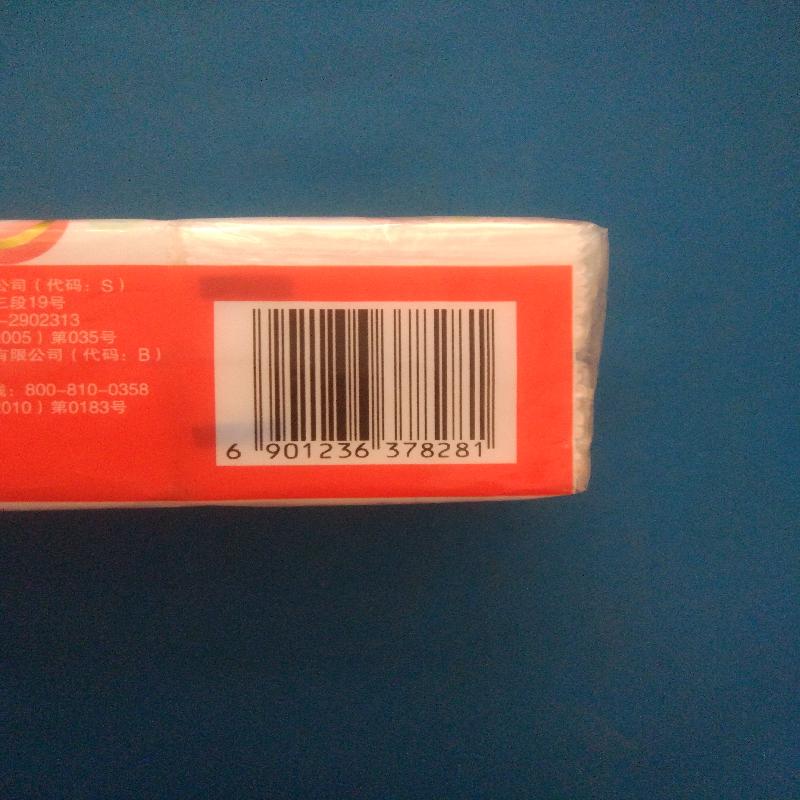 公司（代码：S）
三段19号
-2902313
005）第035号
有限公司（代码：B）
线：800-810-0358
010）第0183号
6 901236 378281